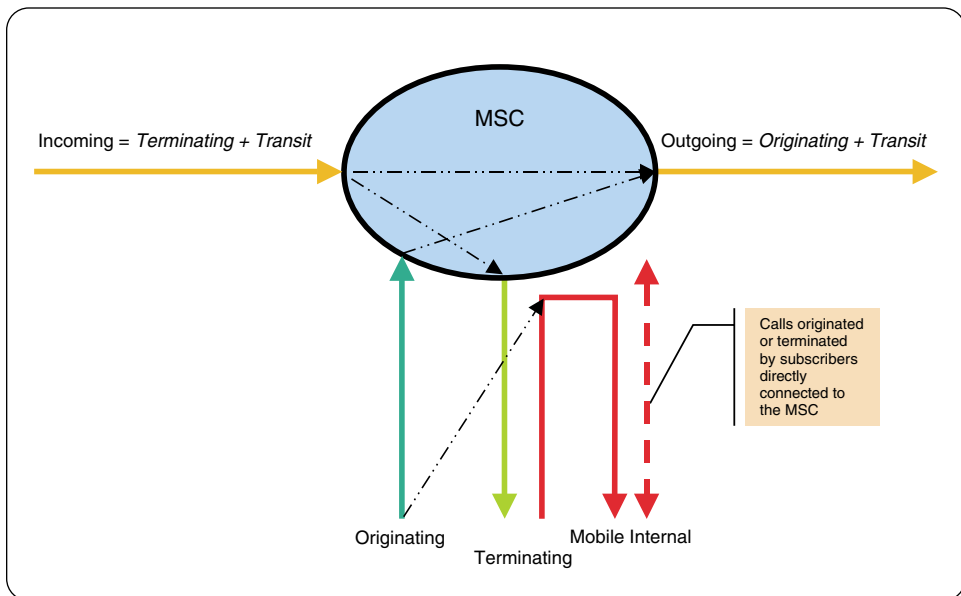 MSC
Incoming = Terminating + Transit
Outgoing = Originating + Transit
Calls originated
or terminated
by subscribers
directly
connected to
the MSC
Originating
Terminating
Mobile Internal